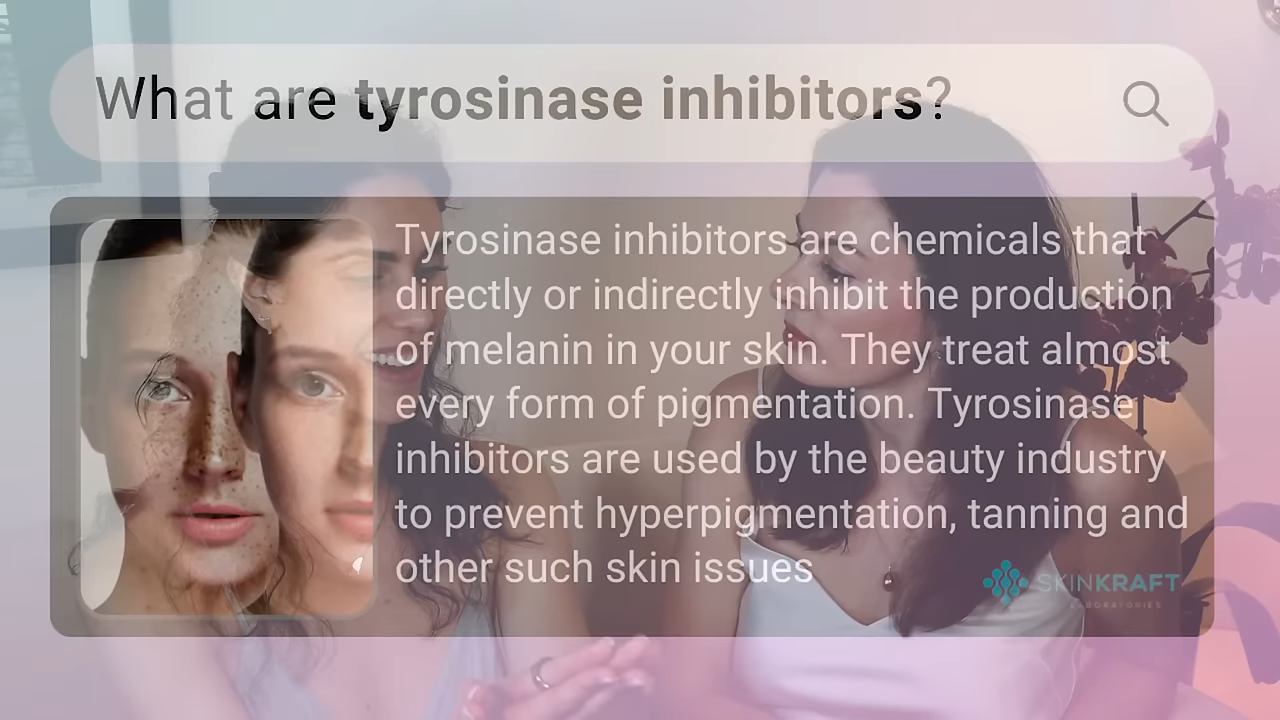 What are tyrosinase inhibitors?
Tyrosinase inhibitors are chemicals that
directly or indirectly inhibit the production
of melanin in your skin. They treat almost
every form of pigmentation. Tyrosinase
inhibitors are used by the beauty industry
to prevent hyperpigmentation, tanning and
other such skin issues
SKINKRAFT
LABORATORIES